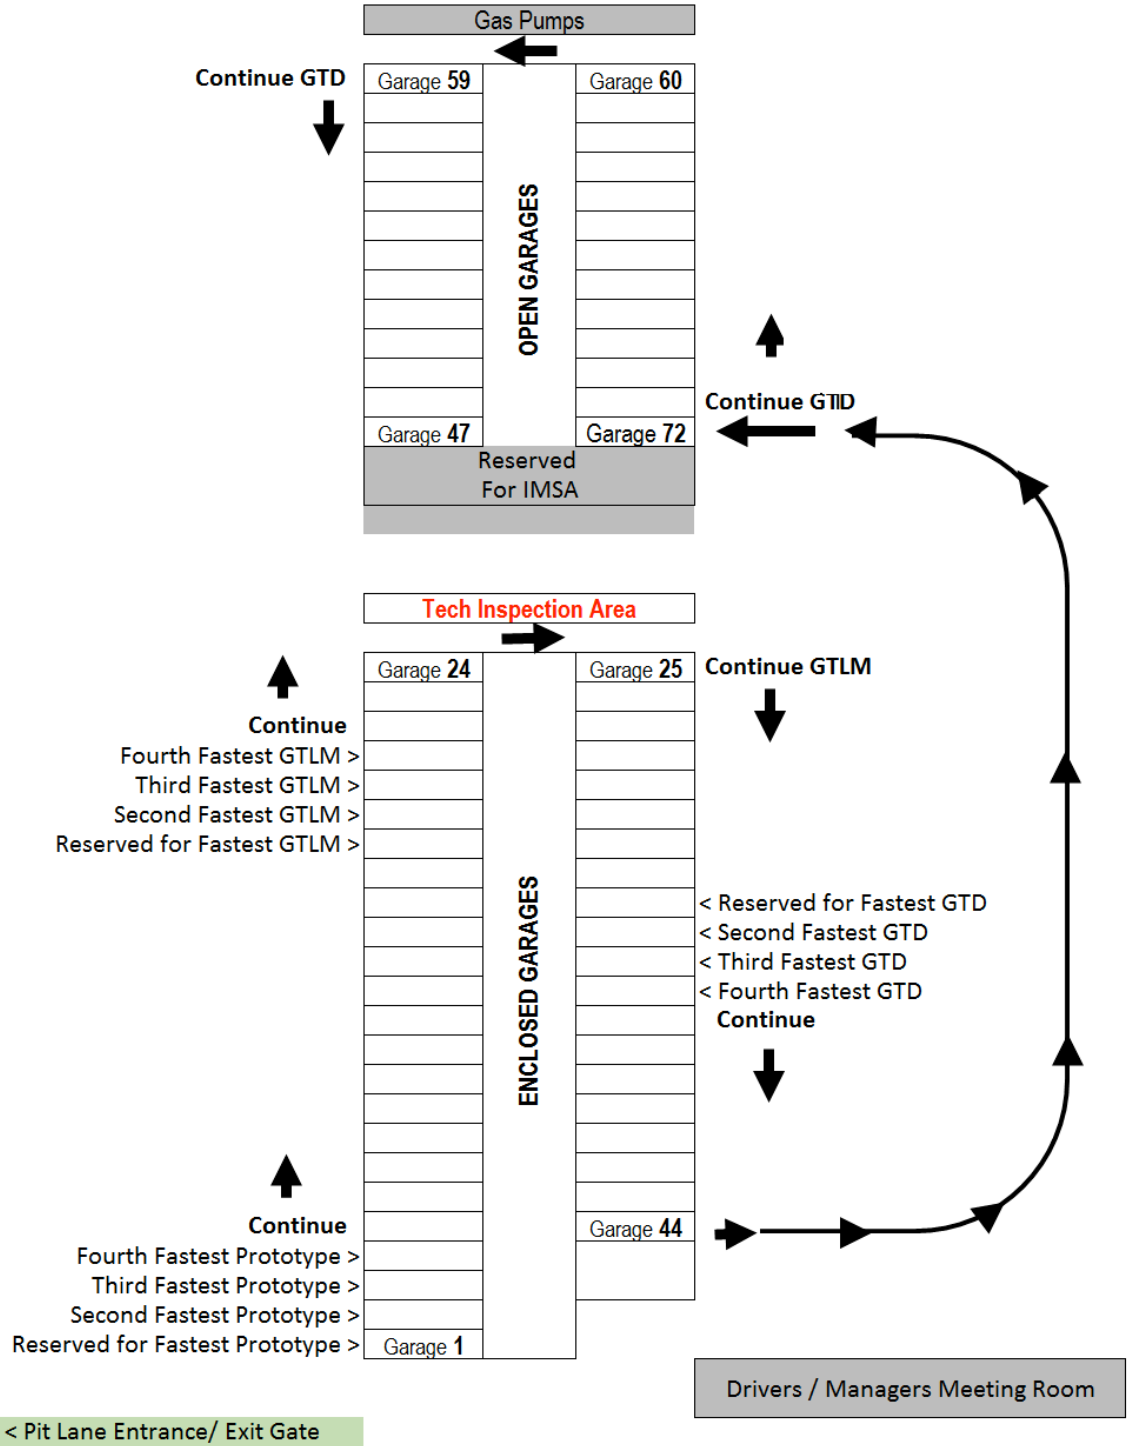 Gas Pumps
Continue GTD
Garage 59
Garage 60
OPEN GARAGES
Continue GTD
Garage 47
Garage 72
Reserved
For IMSA
Tech Inspection Area
Garage 24
Garage 25
Continue GTLM
Continue
Fourth Fastest GTLM >
Third Fastest GTLM >
Second Fastest GTLM >
Reserved for Fastest GTLM >
ENCLOSED GARAGES
< Reserved for Fastest GTD
< Second Fastest GTD
< Third Fastest GTD
< Fourth Fastest GTD
Continue
Continue
Garage 44
Fourth Fastest Prototype >
Third Fastest Prototype >
Second Fastest Prototype >
Reserved for Fastest Prototype >
Garage 1
Drivers / Managers Meeting Room
< Pit Lane Entrance/ Exit Gate